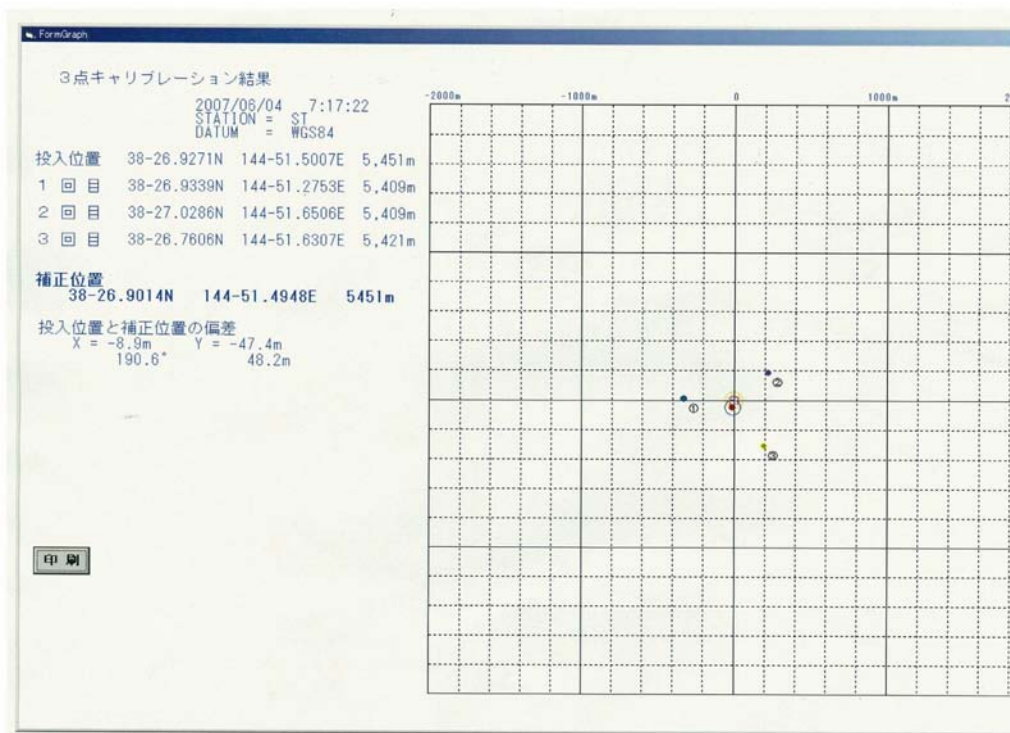 FormGraph
3点キャリブレーション結果
2007/06/04 7:17:22
STATION = ST
DATUM = WGS84
投入位置 38-26.9271N 144-51.5007E 5,451m
1 回 目 38-26.9339N 144-51.2753E 5,409m
2 回 目 38-27.0286N 144-51.6506E 5,409m
3 回 目 38-26.7606N 144-51.6307E 5,421m
補正位置
38-26.9014N 144-51.4948E 5451m
投入位置と補正位置の偏差
X = -8.9m Y = -47.4m
190.6° 48.2m
印 刷
-2000m -1000m 0 1000m 2
②
①
③